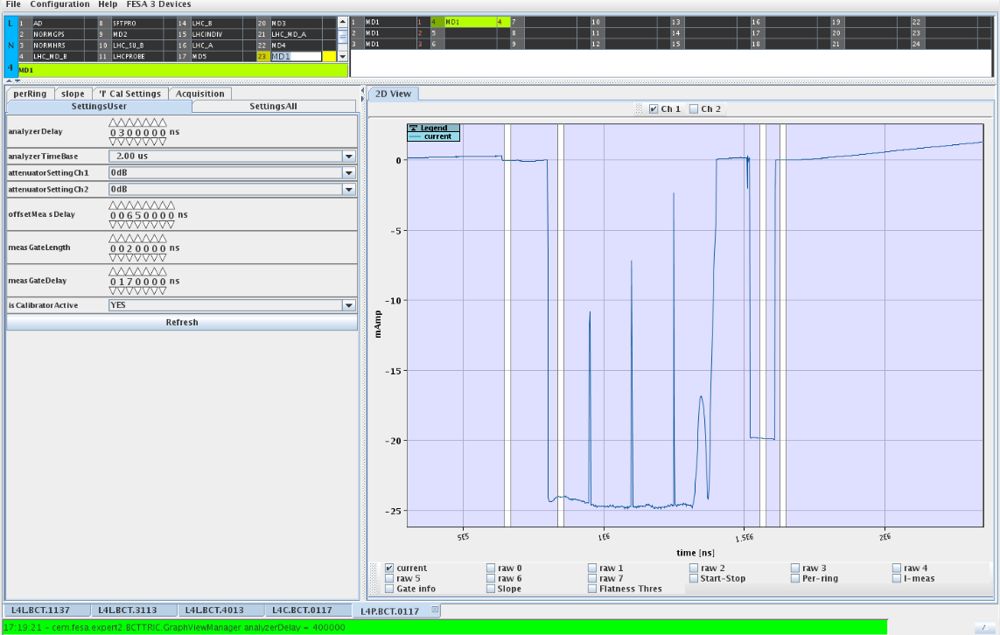 File Configuration Help FESA 3 Devices
L N 4
1 AD 8 SFTPRO 14 LHC_B 20 MD3
2 NORMGPS 9 MD2 15 LHCINDIV 21 LHC_MD_A
3 NORMHRS 10 LHC_SU_B 16 LHC_A 22 MD4
4 LHC_MD_B 11 LHCPROBE 17 MD5 23 MD1
MD1
1 MD1 1 4 MD1 4 7 10 13 16 19 22
2 MD1 2 5 8 11 14 17 20 23
3 MD1 3 6 9 12 15 18 21 24
perRing slope 'I' Cal Settings Acquisition
SettingsUser SettingsAll
analyzerDelay 0300000 ns
analyzerTimeBase 2.00 us
attenuatorSettingCh1 0dB
attenuatorSettingCh2 0dB
offsetMeasDelay 00650000 ns
measGateLength 0020000 ns
measGateDelay 0170000 ns
isCalibratorActive YES
Refresh
2D View
Ch 1 Ch 2
Legend
current
0
-5
-10
-15
-20
-25
mAmp
5E5 1E6 1.5E6 2E6
time [ns]
current raw 0 raw 1 raw 2 raw 3 raw 4
raw 5 raw 6 raw 7 Start-Stop Per-ring I-meas
Gate info Slope Flatness Thres
L4L.BCT.1137 L4L.BCT.3113 L4L.BCT.4013 L4C.BCT.0117 L4P.BCT.0117
17:19:21 - cern.fesa.expert2.BCTTRIC.GraphViewManager analyzerDelay = 400000